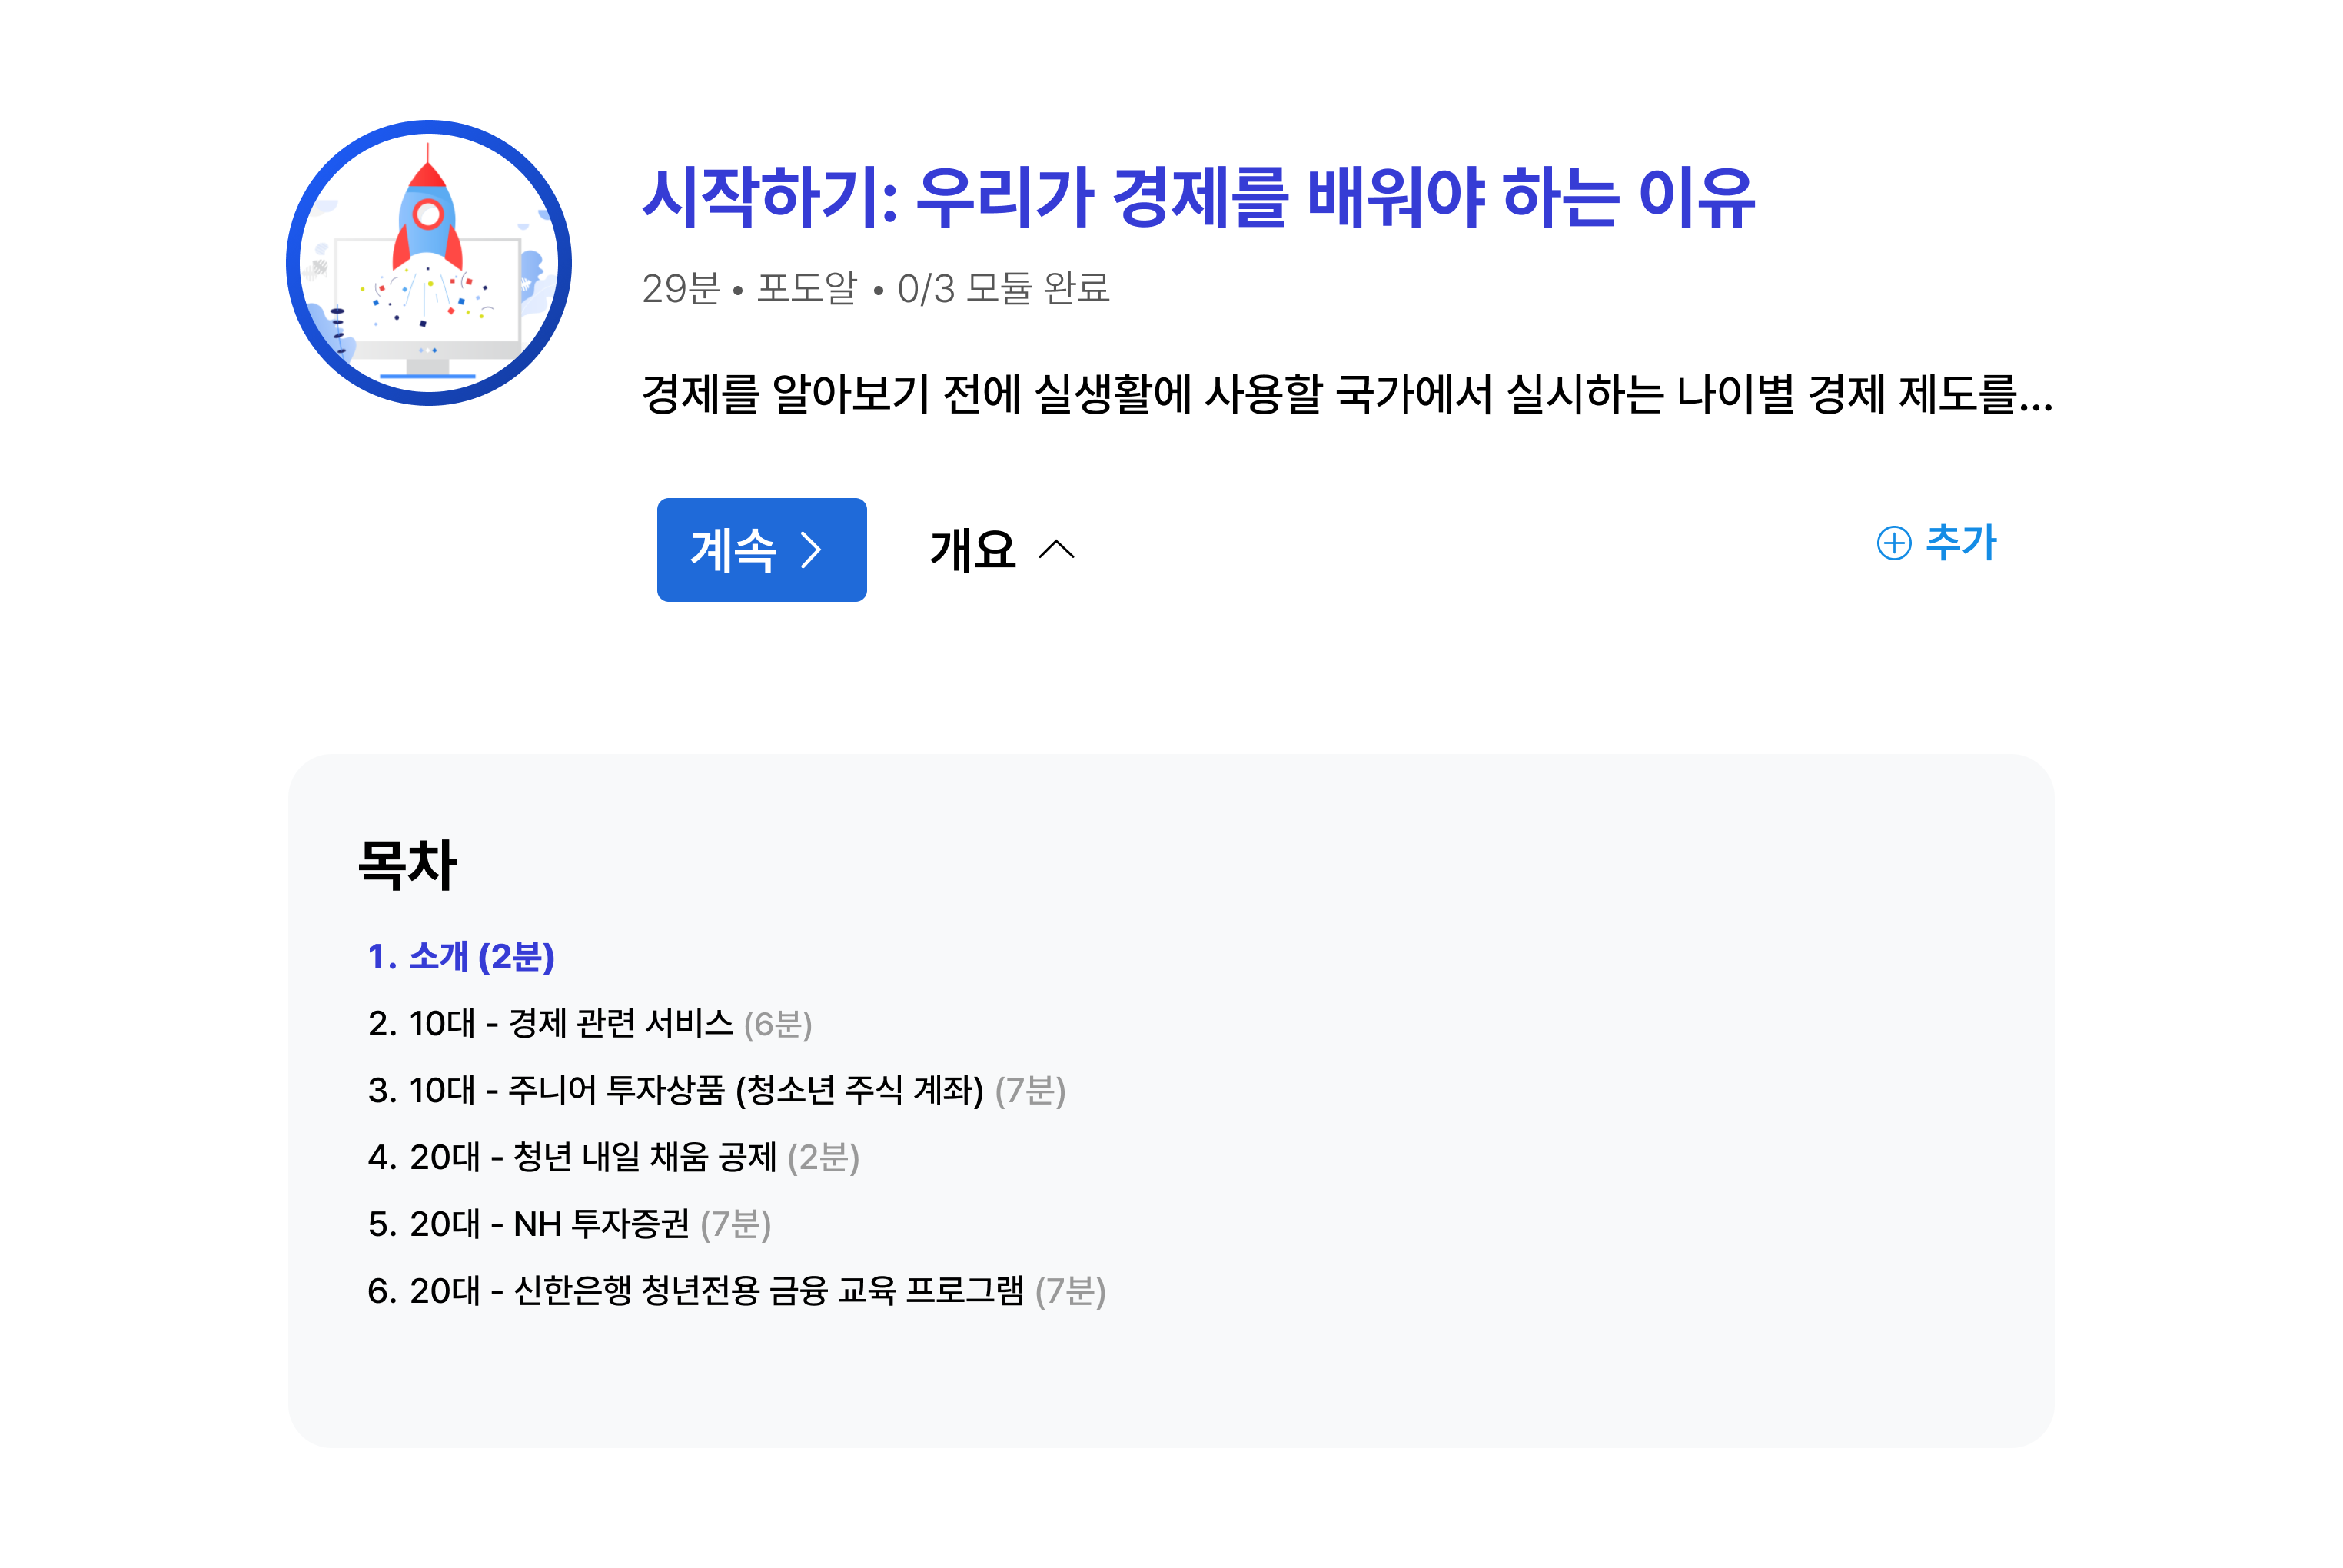 시작하기: 우리가 경제를 배워야 하는 이유
29분 • 포도알 • 0/3 모듈 완료
경제를 알아보기 전에 실생활에 사용할 국가에서 실시하는 나이별 경제 제도를...
계속 개요 추가
목차
1. 소개 (2분)
2. 10대 - 경제 관련 서비스 (6분)
3. 10대 - 주니어 투자상품 (청소년 주식 계좌) (7분)
4. 20대 - 청년 내일 채움 공제 (2분)
5. 20대 - NH 투자증권 (7분)
6. 20대 - 신한은행 청년전용 금융 교육 프로그램 (7분)